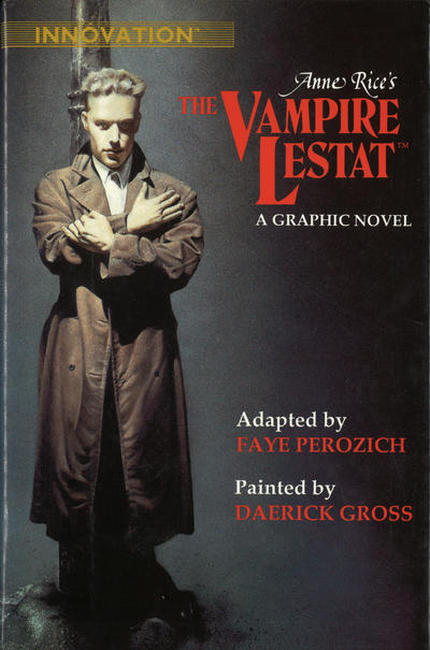 INNOVATION™
Anne Rice's
THE VAMPIRE
LESTAT™
A GRAPHIC NOVEL
Adapted by
FAYE PEROZICH
Painted by
DAERICK GROSS